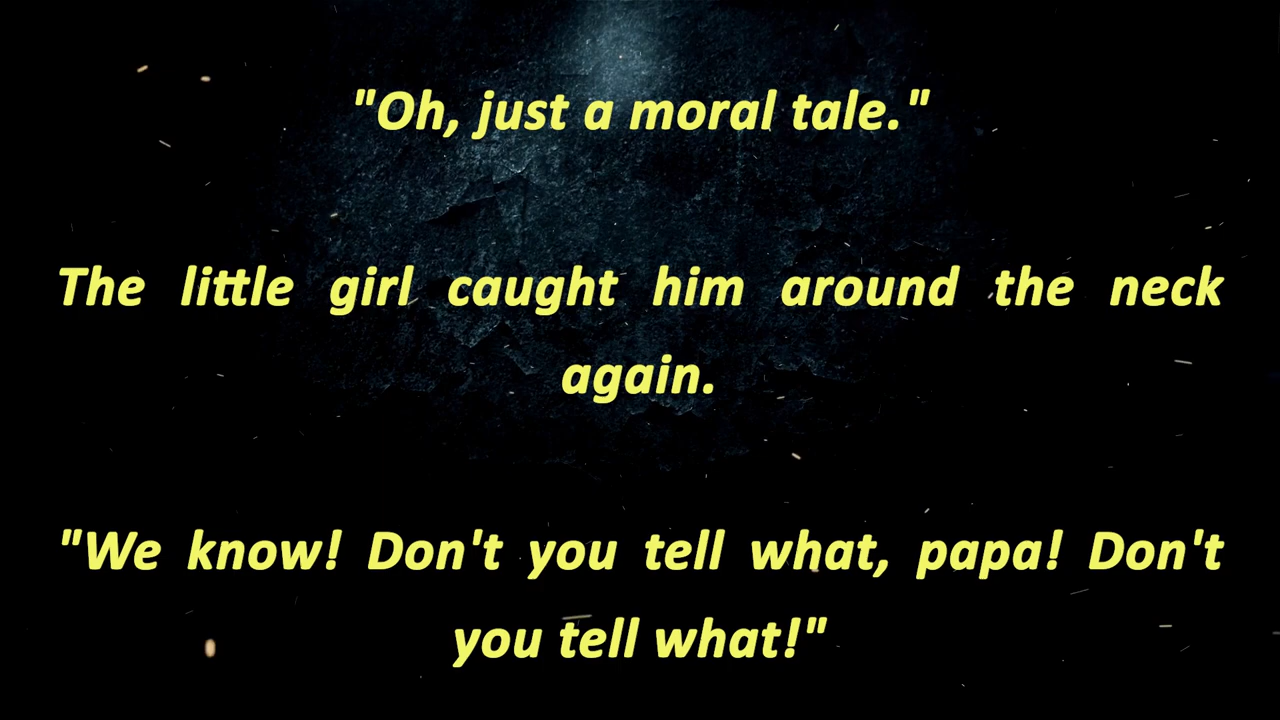 "Oh, just a moral tale."
The little girl caught him around the neck
again.
"We know! Don't you tell what, papa! Don't
you tell what!"